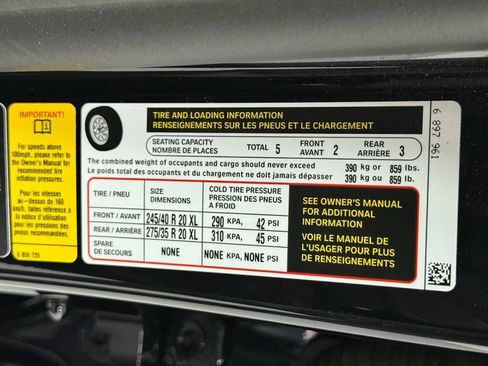 IMPORTANT!
For speeds above
100mph, please refer to
the Owner's Manual for
recommended tire
inflation pressures.
Pour les vitesses
au-dessus de 160
km/h, faites référence
à la notice d'utilisation
pour les pressions des
pneus recommandées.
6 856 726
TIRE AND LOADING INFORMATION
RENSEIGNEMENTS SUR LES PNEUS ET LE CHARGEMENT
SEATING CAPACITY
NOMBRE DE PLACES
TOTAL 5
FRONT
AVANT 2
REAR
ARRIÈRE 3
The combined weight of occupants and cargo should never exceed 390 kg or 859 lbs.
Le poids total des occupants et du chargement ne doit jamais dépasser 390 kg ou 859 lb.
TIRE / PNEU
SIZE
DIMENSIONS
COLD TIRE PRESSURE
PRESSION DES PNEUS
A FROID
FRONT / AVANT 245/40 R 20 XL 290 KPA, 42 PSI
REAR / ARRIÈRE 275/35 R 20 XL 310 KPA, 45 PSI
SPARE
DE SECOURS NONE NONE KPA, NONE PSI
SEE OWNER'S MANUAL
FOR ADDITIONAL
INFORMATION
VOIR LE MANUEL DE
L'USAGER POUR PLUS
DE RENSEIGNEMENTS
6 897 961